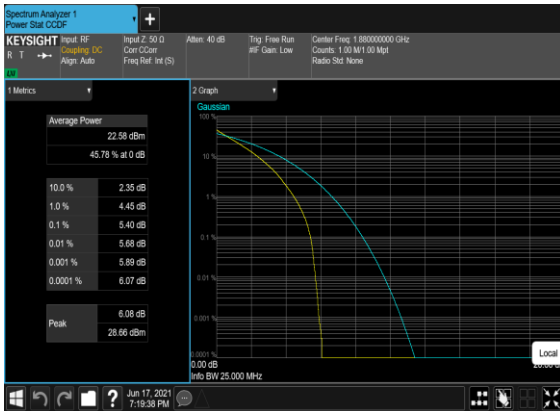 Spectrum Analyzer 1
Power Stat CCDF
+
KEYSIGHT
R T
LM
Input: RF
Coupling: DC
Align: Auto
Input Z: 50 Ω
Corr CCorr
Freq Ref: Int (S)
Atten: 40 dB
Trig: Free Run
#IF Gain: Low
Center Freq: 1.880000000 GHz
Counts: 1.00 M/1.00 Mpt
Radio Std: None
1 Metrics
Average Power
22.58 dBm
45.78 % at 0 dB
10.0 % 2.35 dB
1.0 % 4.45 dB
0.1 % 5.40 dB
0.01 % 5.68 dB
0.001 % 5.89 dB
0.0001 % 6.07 dB
Peak
6.08 dB
28.66 dBm
2 Graph
Gaussian
100 %
10 %
1 %
0.1 %
0.01 %
0.001 %
0.0001 %
0.00 dB
Info BW 25.000 MHz
Local
?
Jun 17, 2021
7:19:38 PM